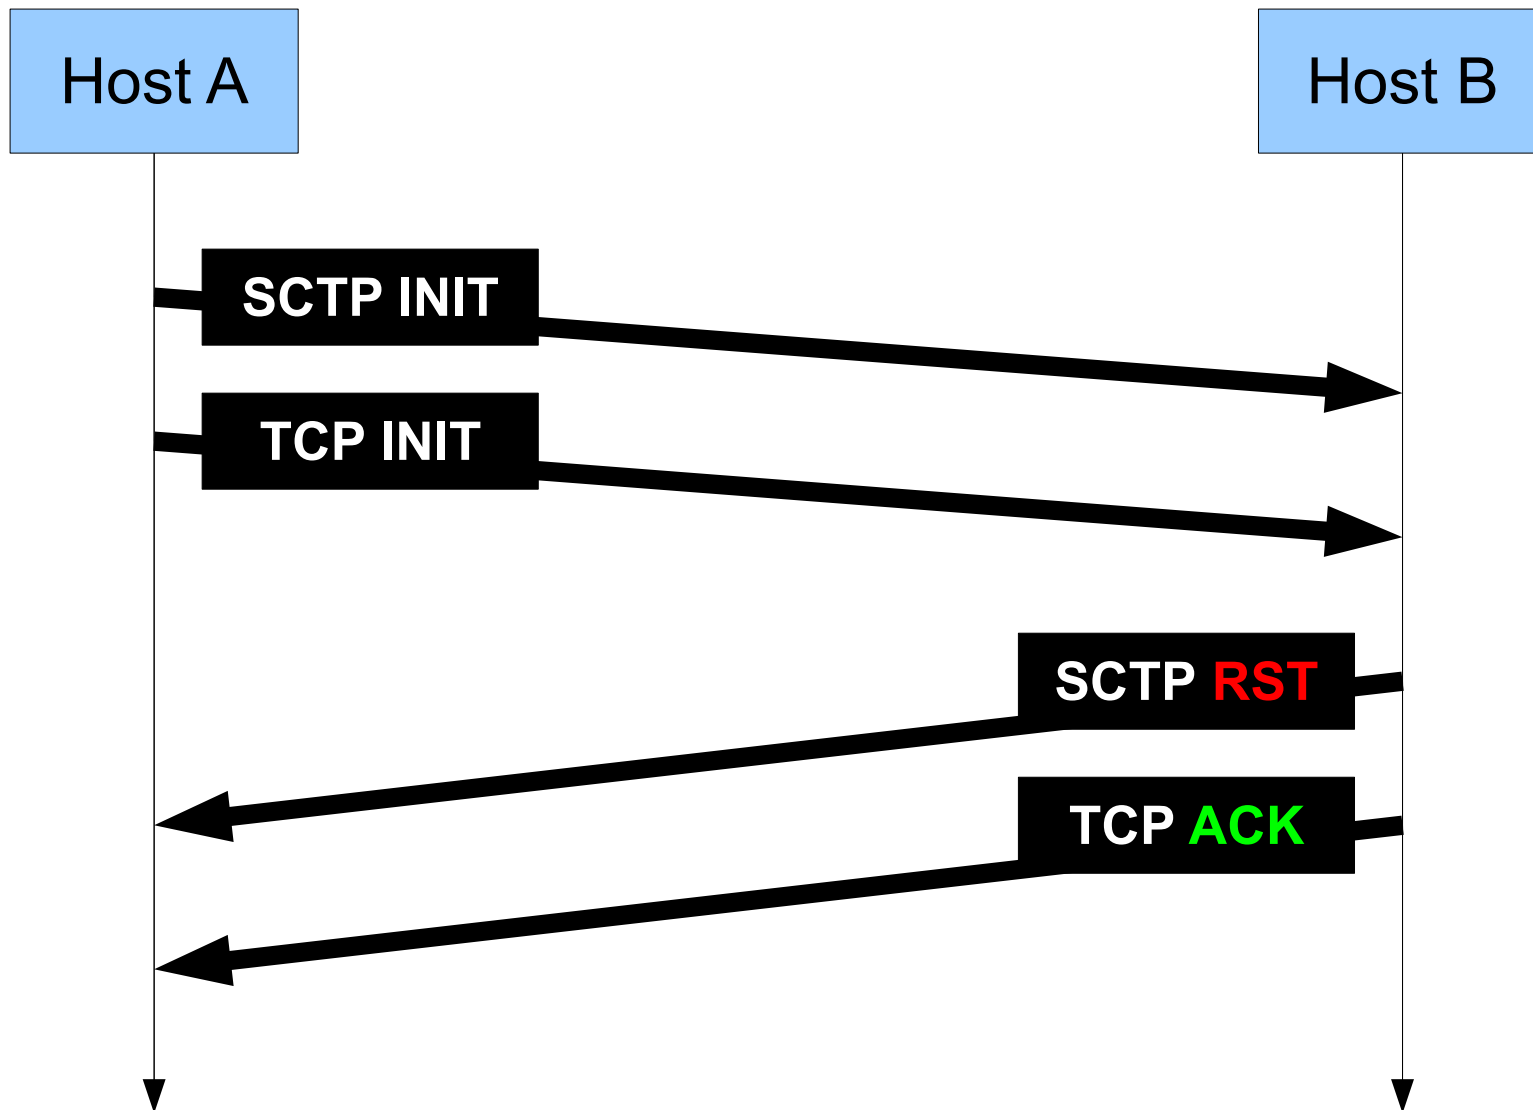 Host A
Host B
SCTP INIT
TCP INIT
SCTP RST
TCP ACK